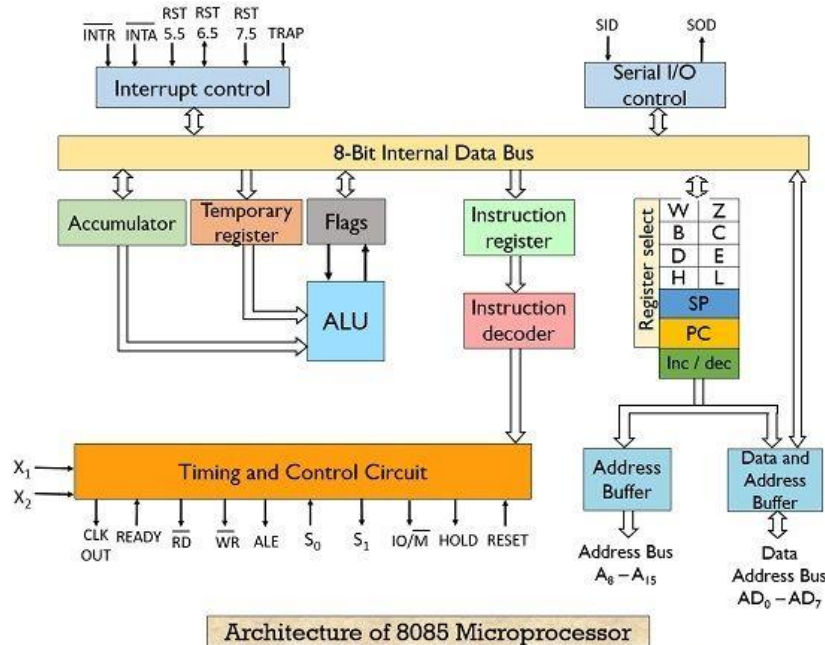 RST RST RST
INTR INTA 5.5 6.5 7.5 TRAP
Interrupt control
SID SOD
Serial I/O
control
8-Bit Internal Data Bus
Accumulator
Temporary
register
Flags
ALU
Instruction
register
Instruction
decoder
Register select
W Z
B C
D E
H L
SP
PC
Inc / dec
X₁
X₂
Timing and Control Circuit
CLK
OUT
READY
RD
WR
ALE
S₀
S₁
IO/M
HOLD
RESET
Address
Buffer
Data and
Address
Buffer
Address Bus
A₈ – A₁₅
Data
Address Bus
AD₀ – AD₇
Architecture of 8085 Microprocessor